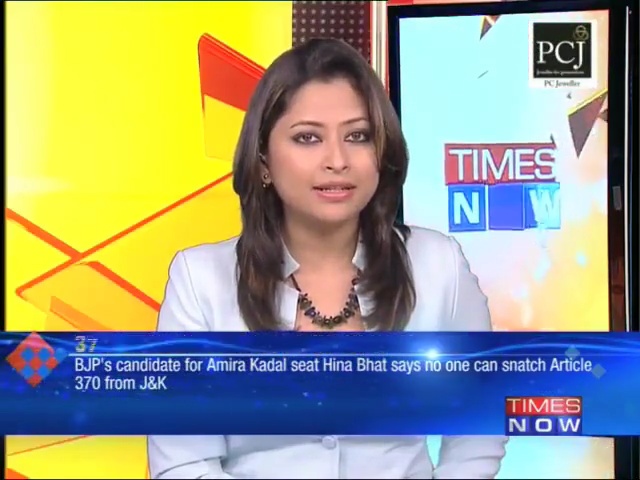 PCJ
PC Jeweller
TIMES
NOW
37
BJP's candidate for Amira Kadal seat Hina Bhat says no one can snatch Article
370 from J&K
TIMES
NOW